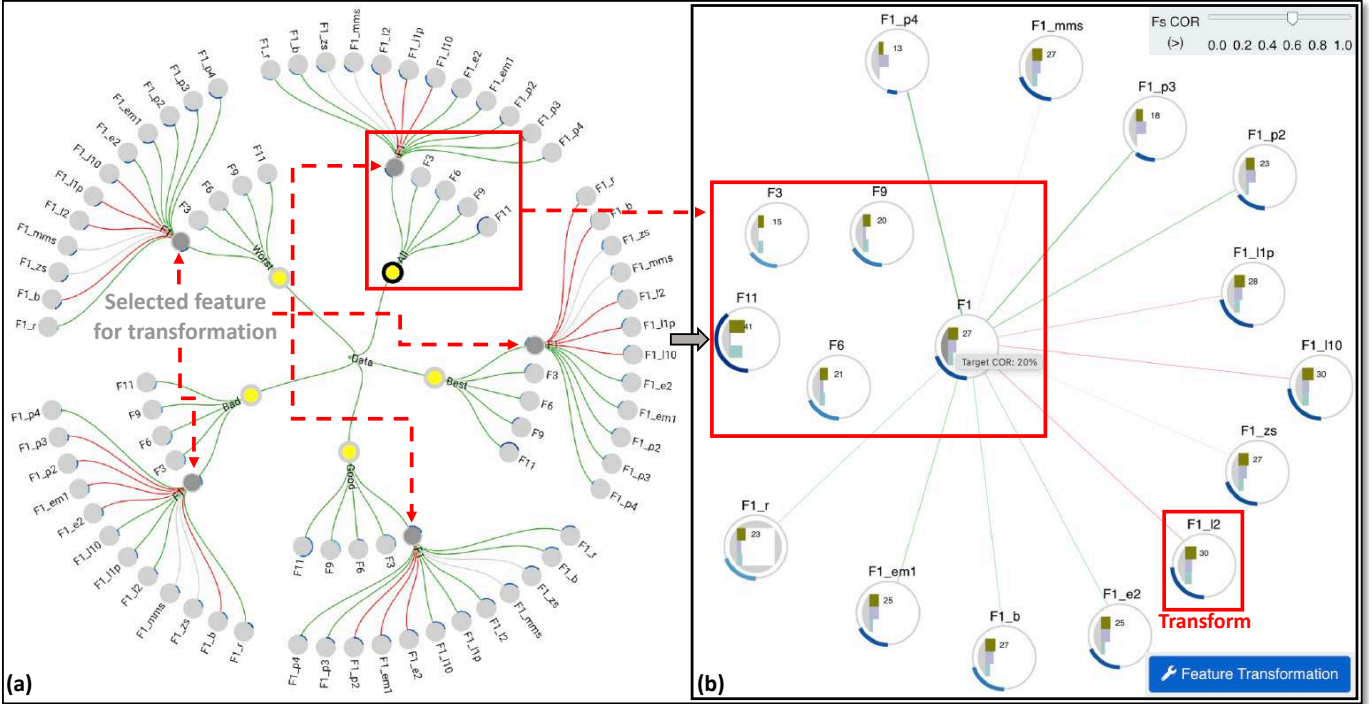 F1_r
F1_b
F1_zs
F1_mms
F1_l2
F1_l1p
F1_l10
F1_e2
F1_em1
F1_p2
F1_p3
F1_p4
F1
F3
F6
F9
F11
All
F1_p4
F1_p3
F1_p2
F1_em1
F1_e2
F1_l10
F1_l1p
F1_l2
F1_mms
F1_zs
F1_b
F1_r
F1
F3
F6
F9
F11
Worst
Selected feature
for transformation
Data
F1_r
F1_b
F1_zs
F1_mms
F1_l2
F1_l1p
F1_l10
F1_e2
F1_em1
F1_p2
F1_p3
F1_p4
F1
F3
F6
F9
F11
Best
Bad
F11
F9
F6
F3
F1
F1_p4
F1_p3
F1_p2
F1_em1
F1_e2
F1_l10
F1_l1p
F1_l2
F1_mms
F1_zs
F1_b
F1_r
Good
F11
F9
F6
F3
F1
F1_p4
F1_p3
F1_p2
F1_em1
F1_e2
F1_l10
F1_l1p
F1_l2
F1_mms
F1_zs
F1_b
F1_r
(a)
F1_p4
13
F1_mms
27
Fs COR
(>)
0.0 0.2 0.4 0.6 0.8 1.0
F1_p3
18
F1_p2
23
F3
15
F9
20
F1_l1p
28
F11
41
F6
21
F1
27
Target COR: 20%
F1_l10
30
F1_zs
27
F1_r
23
F1_l2
30
Transform
F1_em1
25
F1_b
27
F1_e2
25
Feature Transformation
(b)